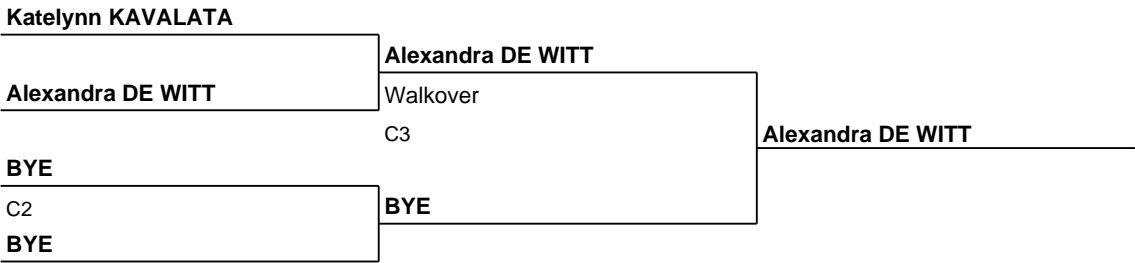 Katelynn KAVALATA
Alexandra DE WITT
Alexandra DE WITT
Walkover
C3
Alexandra DE WITT
BYE
C2
BYE
BYE